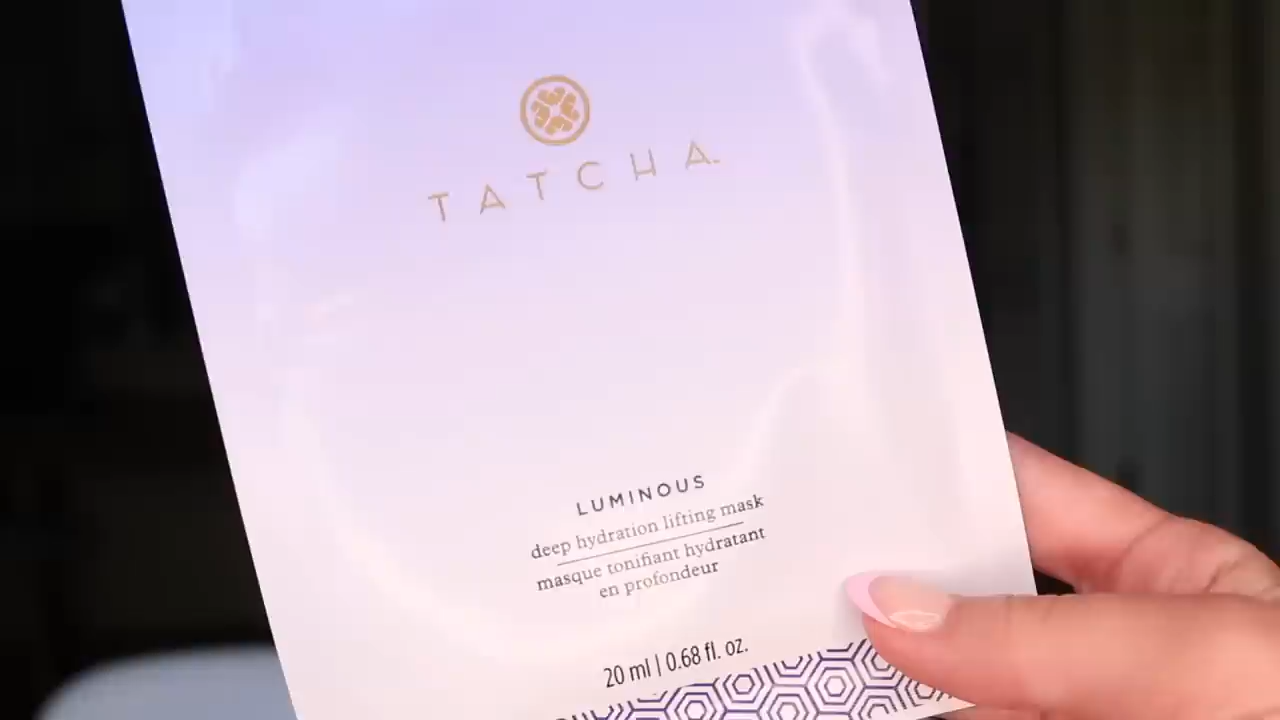 TATCHA.
LUMINOUS
deep hydration lifting mask
masque tonifiant hydratant
en profondeur
20 ml | 0.68 fl. oz.